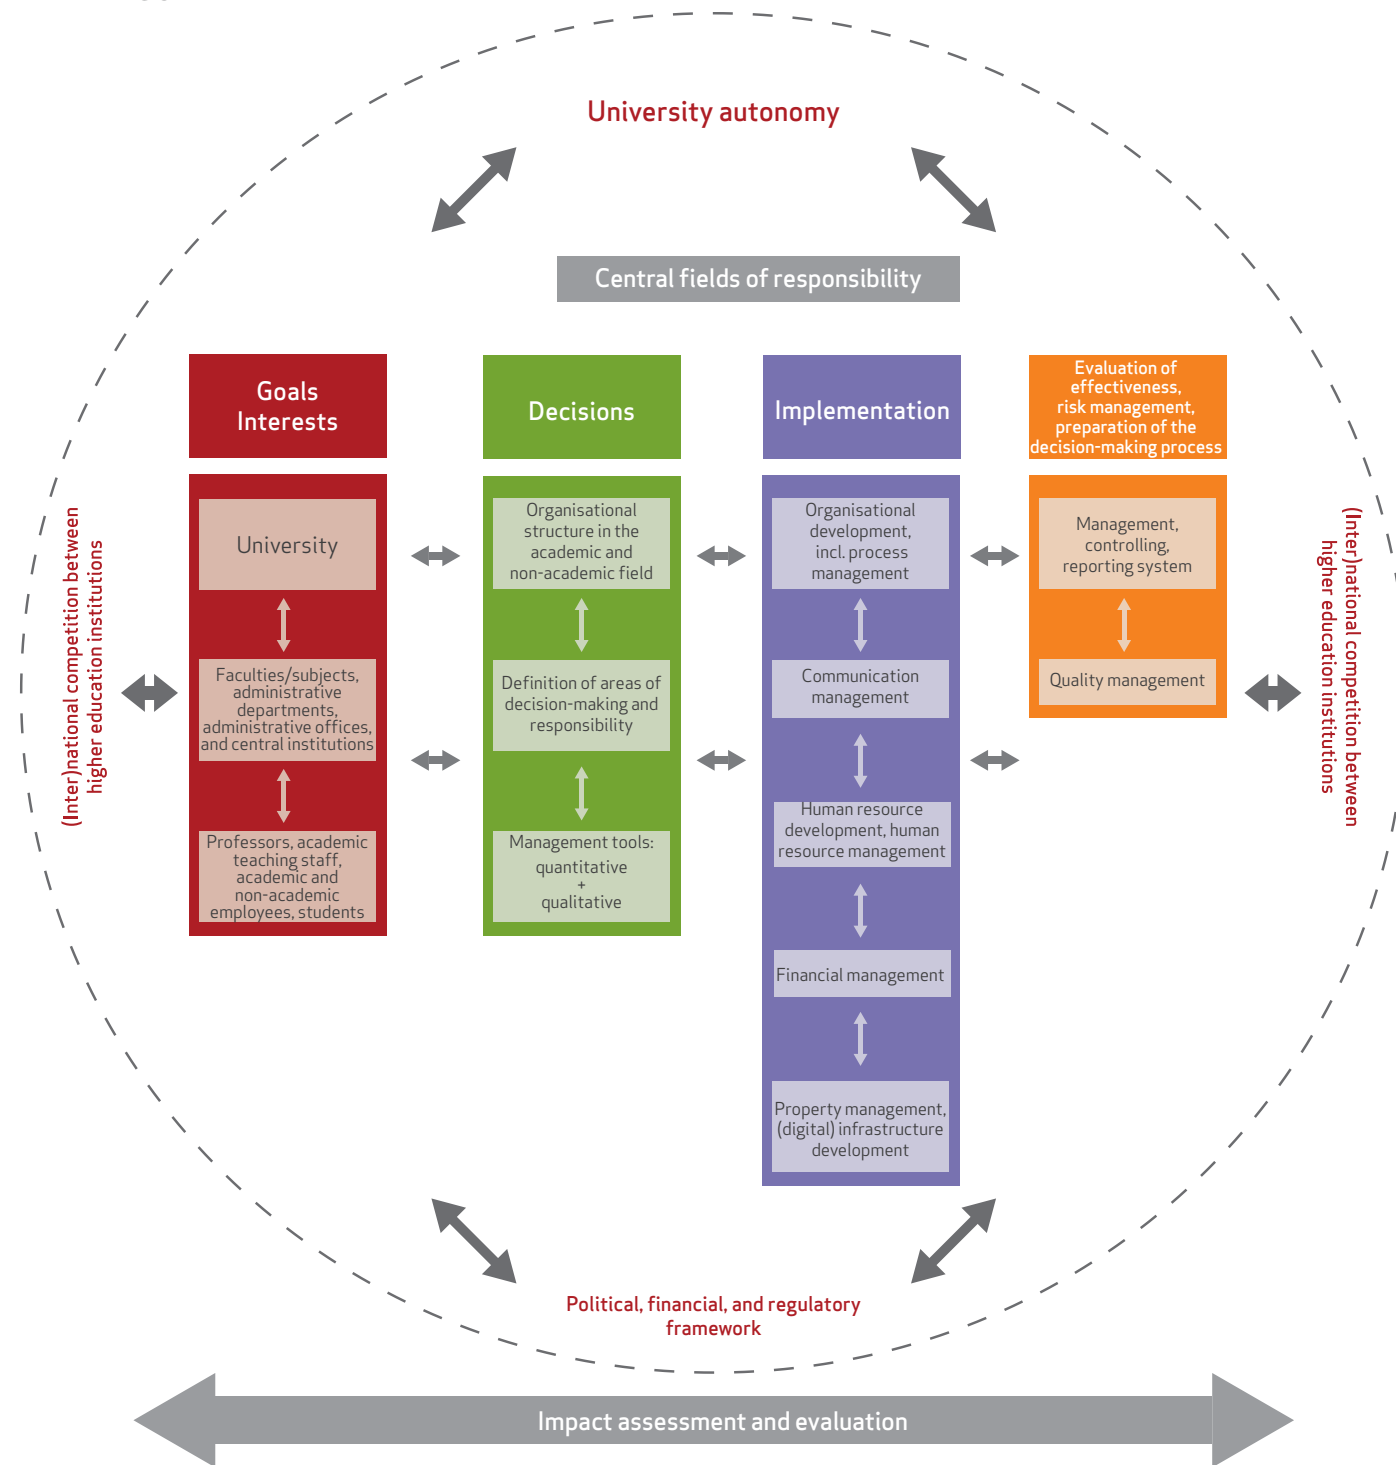 University autonomy
Central fields of responsibility
Goals
Interests
Decisions
Implementation
Evaluation of
effectiveness,
risk management,
preparation of the
decision-making process
University
Faculties/subjects,
administrative
departments,
administrative offices,
and central institutions
Professors, academic
teaching staff,
academic and
non-academic
employees, students
Organisational
structure in the
academic and
non-academic field
Definition of areas of
decision-making and
responsibility
Management tools:
quantitative
+
qualitative
Organisational
development,
incl. process
management
Communication
management
Human resource
development, human
resource management
Financial management
Property management,
(digital) infrastructure
development
Management,
controlling,
reporting system
Quality management
(Inter)national competition between
higher education institutions
(Inter)national competition between
higher education institutions
Political, financial, and regulatory
framework
Impact assessment and evaluation